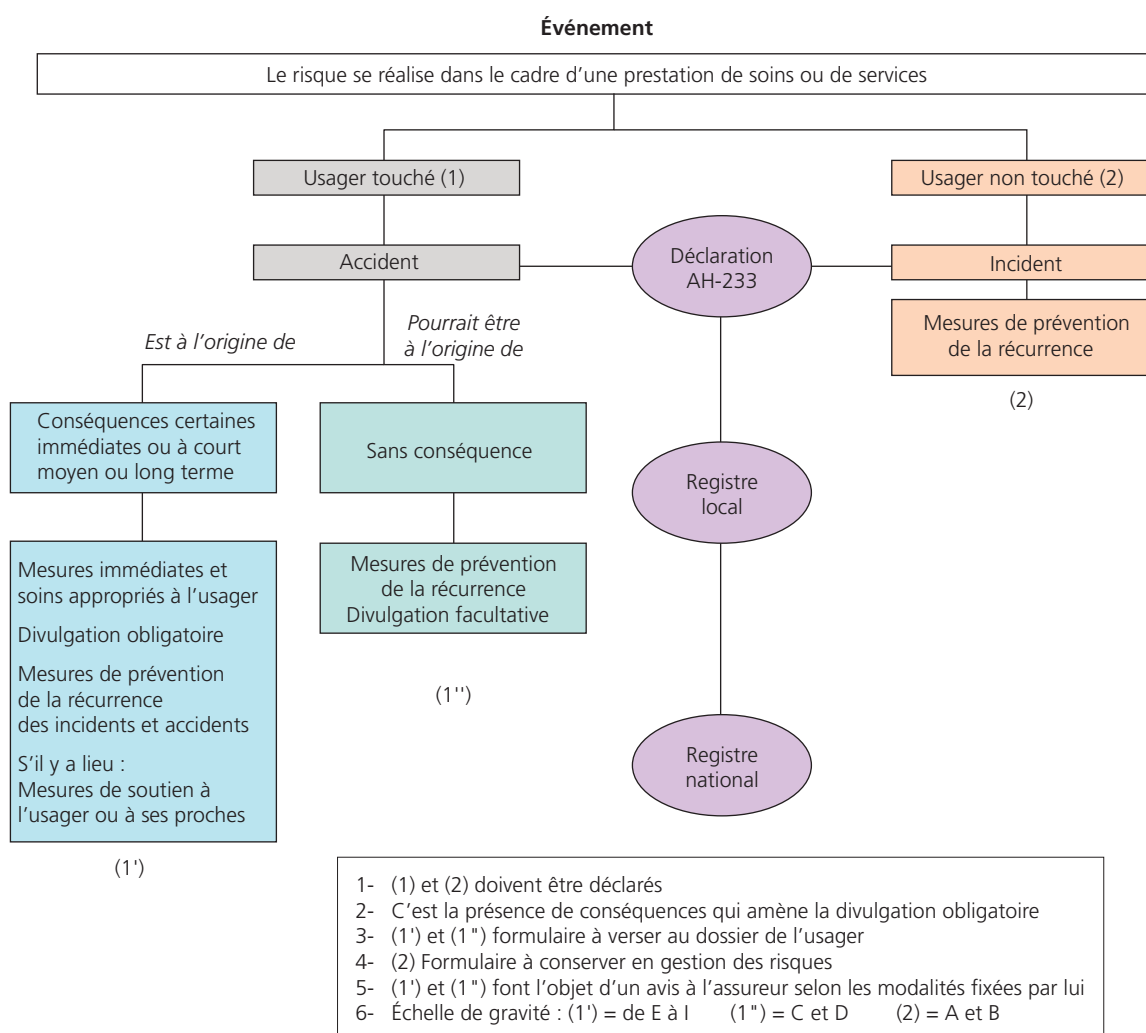 Événement
Le risque se réalise dans le cadre d'une prestation de soins ou de services
Usager touché (1)
Usager non touché (2)
Accident
Déclaration
AH-233
Incident
Est à l'origine de
Pourrait être
à l'origine de
Mesures de prévention
de la récurrence
(2)
Conséquences certaines
immédiates ou à court
moyen ou long terme
Sans conséquence
Registre
local
Mesures immédiates et
soins appropriés à l'usager
Divulgation obligatoire
Mesures de prévention
de la récurrence
des incidents et accidents
S'il y a lieu :
Mesures de soutien à
l'usager ou à ses proches
(1')
Mesures de prévention
de la récurrence
Divulgation facultative
(1'')
Registre
national
1- (1) et (2) doivent être déclarés
2- C'est la présence de conséquences qui amène la divulgation obligatoire
3- (1') et (1") formulaire à verser au dossier de l'usager
4- (2) Formulaire à conserver en gestion des risques
5- (1') et (1") font l'objet d'un avis à l'assureur selon les modalités fixées par lui
6- Échelle de gravité : (1') = de E à I (1") = C et D (2) = A et B